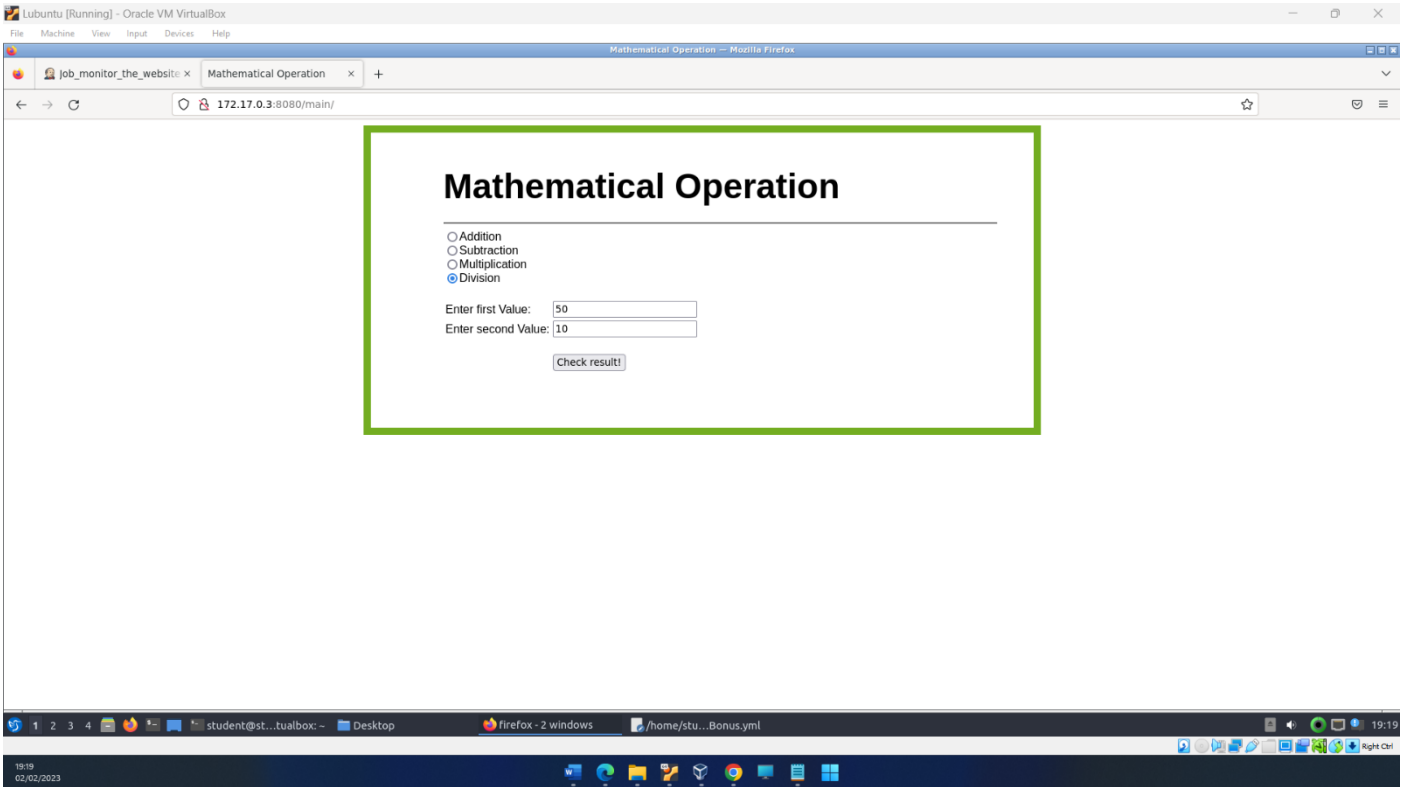 Lubuntu [Running] - Oracle VM VirtualBox
File Machine View Input Devices Help
Mathematical Operation — Mozilla Firefox
Job_monitor_the_website Mathematical Operation
172.17.0.3:8080/main/
Mathematical Operation
Addition
Subtraction
Multiplication
Division
Enter first Value: 50
Enter second Value: 10
Check result!
1 2 3 4 student@st...tualbox: ~ Desktop firefox - 2 windows /home/stu...Bonus.yml 19:19
Right Ctrl
19:19
02/02/2023